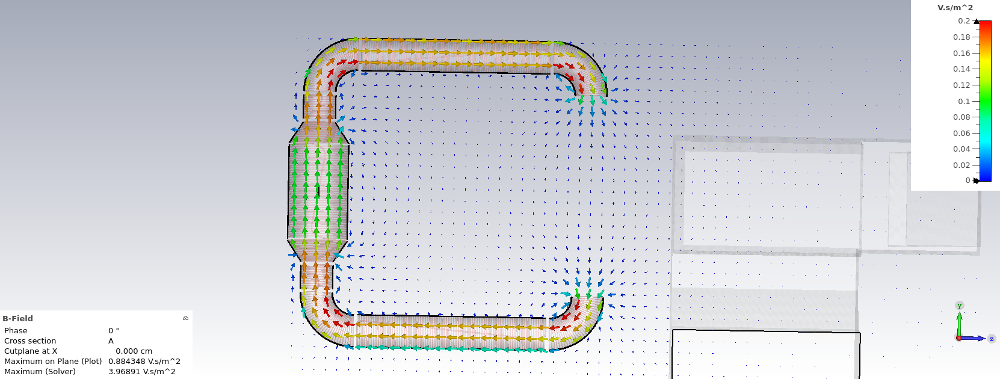 V.s/m^2
0.2
0.18
0.16
0.14
0.12
0.1
0.08
0.06
0.04
0.02
0
B-Field
Phase 0 °
Cross section A
Cutplane at X 0.000 cm
Maximum on Plane (Plot) 0.884348 V.s/m^2
Maximum (Solver) 3.96891 V.s/m^2
y
z